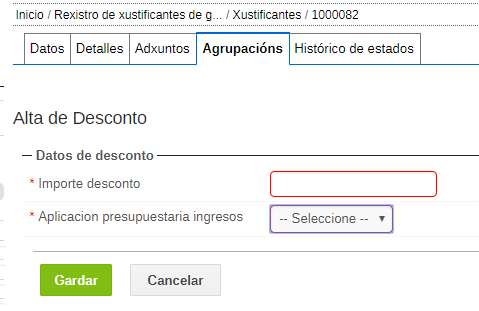 Inicio / Rexistro de xustificantes de g... / Xustificantes / 1000082
Datos Detalles Adxuntos Agrupacións Histórico de estados
Alta de Desconto
Datos de desconto
* Importe desconto
* Aplicacion presupuestaria ingresos -- Seleccione --
Gardar Cancelar